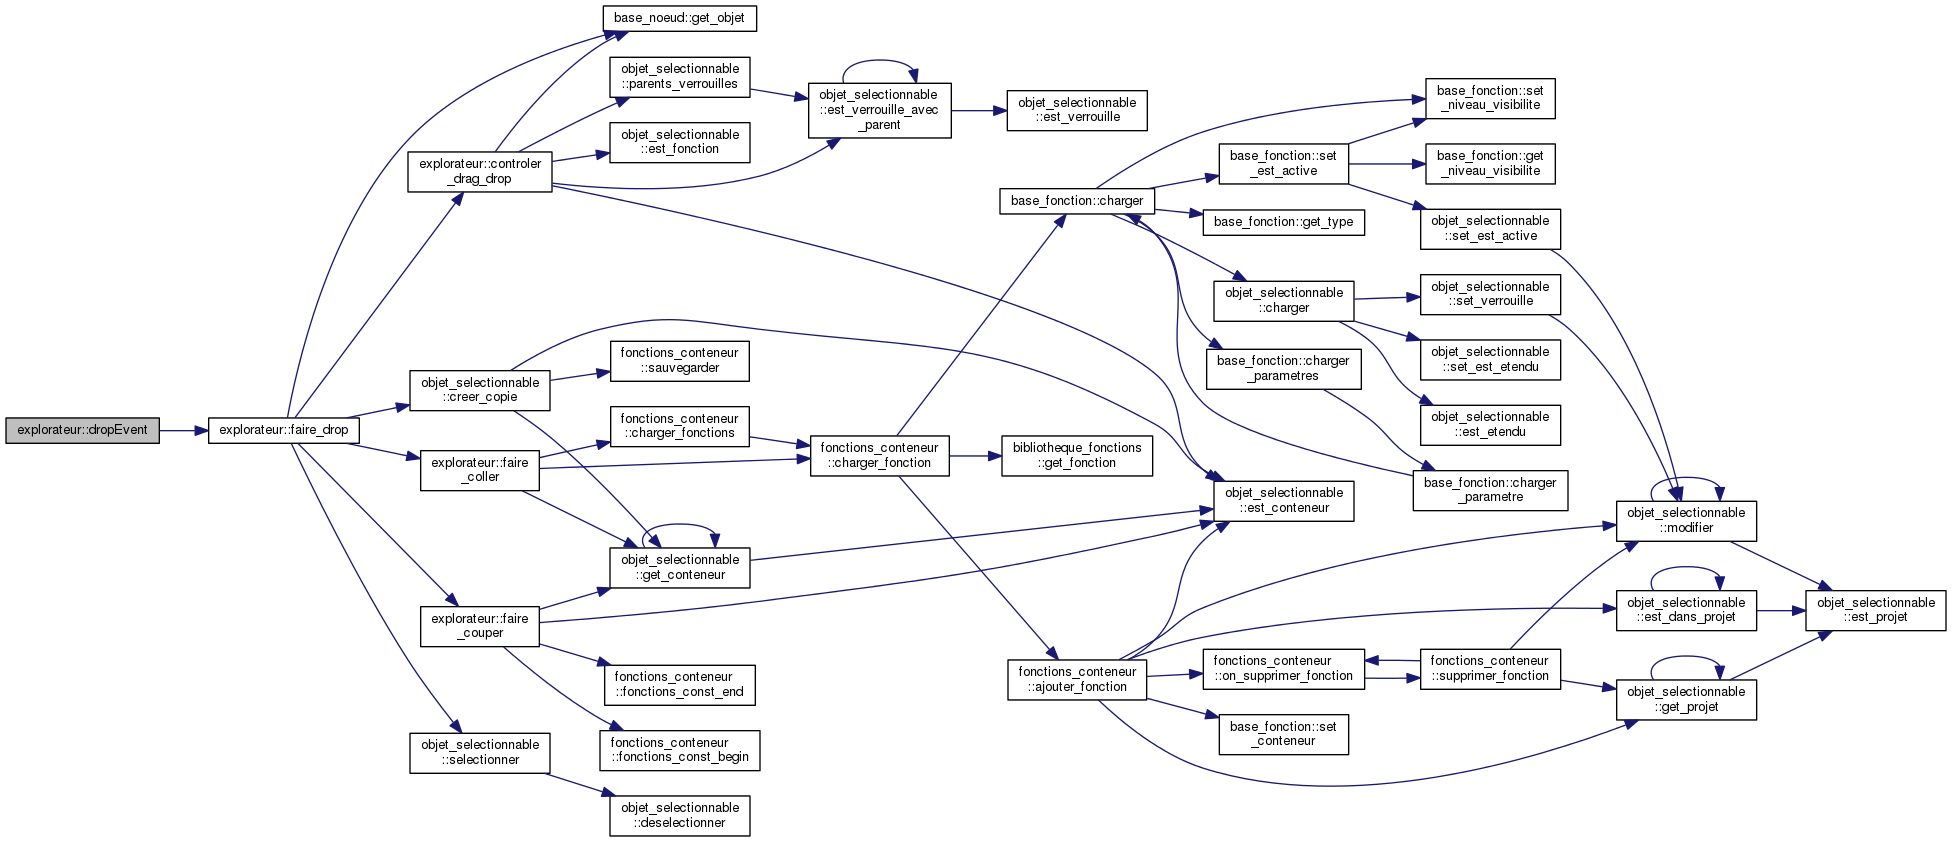 explorateur::dropEvent
explorateur::faire_drop
explorateur::controler
_drag_drop
objet_selectionnable
::creer_copie
explorateur::faire
_coller
explorateur::faire
_couper
objet_selectionnable
::selectionner
base_noeud::get_objet
objet_selectionnable
::parents_verrouilles
objet_selectionnable
::est_fonction
fonctions_conteneur
::sauvegarder
fonctions_conteneur
::charger_fonctions
objet_selectionnable
::get_conteneur
fonctions_conteneur
::fonctions_const_end
fonctions_conteneur
::fonctions_const_begin
objet_selectionnable
::deselectionner
objet_selectionnable
::est_verrouille_avec
_parent
fonctions_conteneur
::charger_fonction
objet_selectionnable
::est_verrouille
base_fonction::charger
bibliotheque_fonctions
::get_fonction
fonctions_conteneur
::ajouter_fonction
base_fonction::set
_est_active
base_fonction::get_type
objet_selectionnable
::charger
base_fonction::charger
_parametres
objet_selectionnable
::est_conteneur
fonctions_conteneur
::on_supprimer_fonction
base_fonction::set
_conteneur
base_fonction::set
_niveau_visibilite
base_fonction::get
_niveau_visibilite
objet_selectionnable
::set_est_active
objet_selectionnable
::set_verrouille
objet_selectionnable
::set_est_etendu
objet_selectionnable
::est_etendu
base_fonction::charger
_parametre
fonctions_conteneur
::supprimer_fonction
objet_selectionnable
::modifier
objet_selectionnable
::est_dans_projet
objet_selectionnable
::get_projet
objet_selectionnable
::est_projet